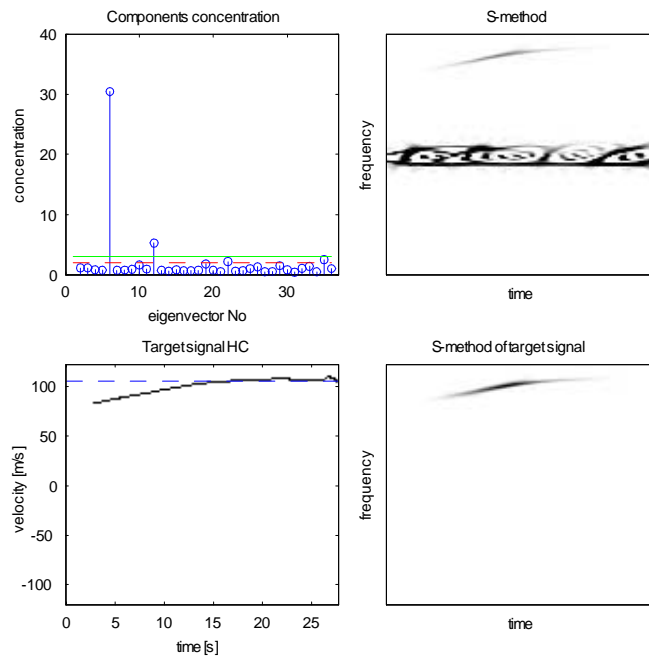 Components concentration
40
30
20
10
0
concentration
0 10 20 30
eigenvector No
S-method
frequency
time
Target signal HC
100
50
0
-50
-100
velocity [m/s]
0 5 10 15 20 25
time [s]
S-method of target signal
frequency
time